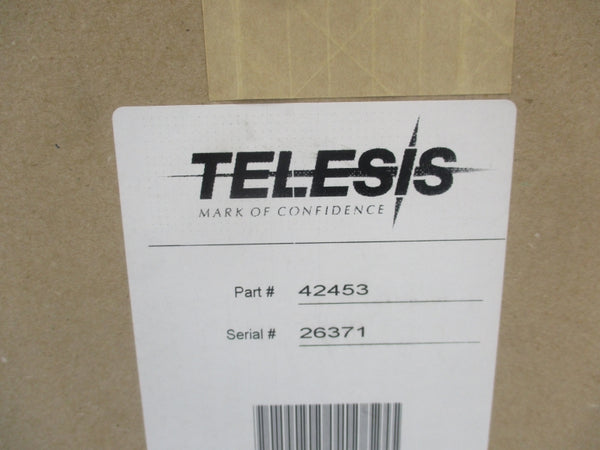 TELESIS
MARK OF CONFIDENCE
Part # 42453
Serial # 26371